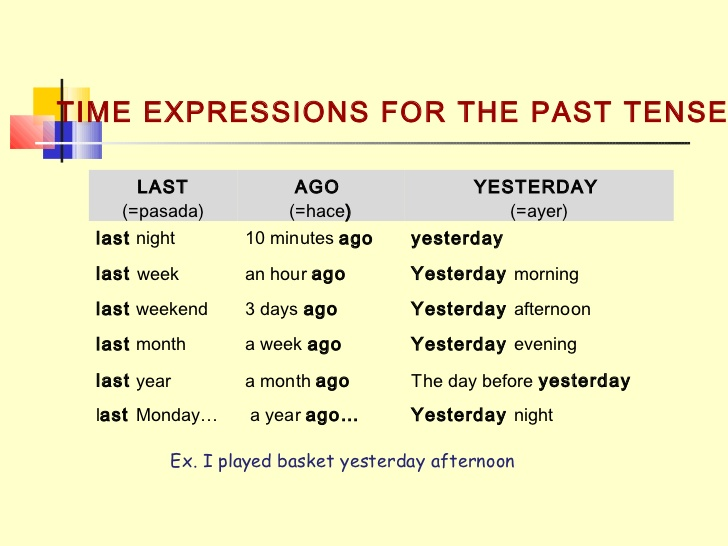 TIME EXPRESSIONS FOR THE PAST TENSE
LAST AGO YESTERDAY
(=pasada) (=hace) (=ayer)
last night 10 minutes ago yesterday
last week an hour ago Yesterday morning
last weekend 3 days ago Yesterday afternoon
last month a week ago Yesterday evening
last year a month ago The day before yesterday
last Monday… a year ago… Yesterday night
Ex. I played basket yesterday afternoon